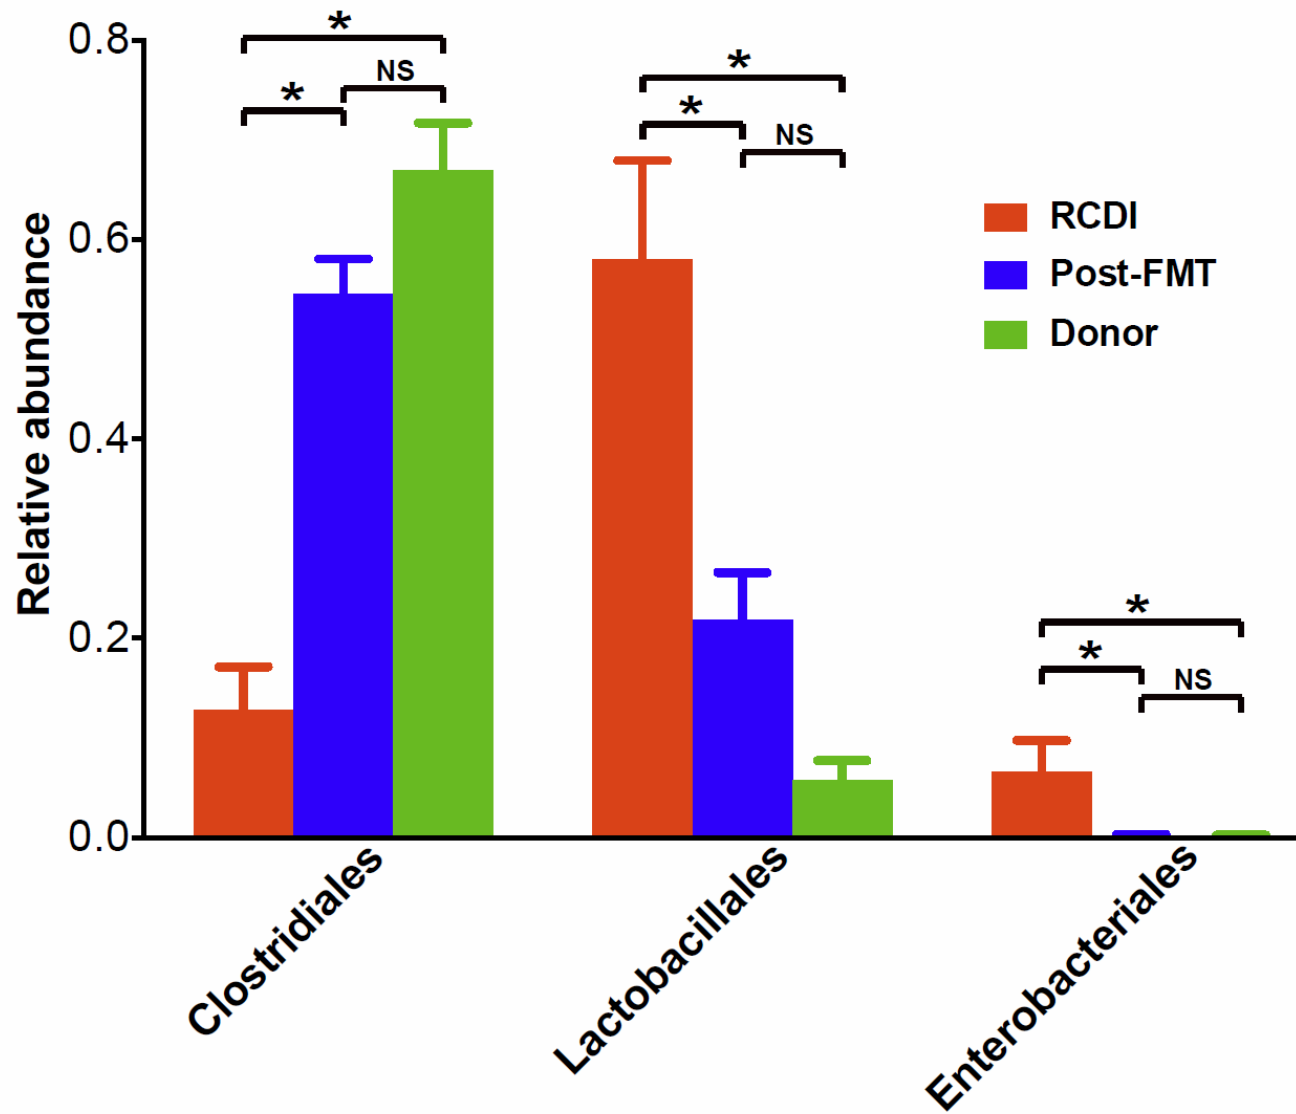 0.8
0.6
0.4
0.2
0.0
Relative abundance
*
NS
*
*
*
NS
*
*
NS
RCDI
Post-FMT
Donor
Clostridiales
Lactobacillales
Enterobacteriales